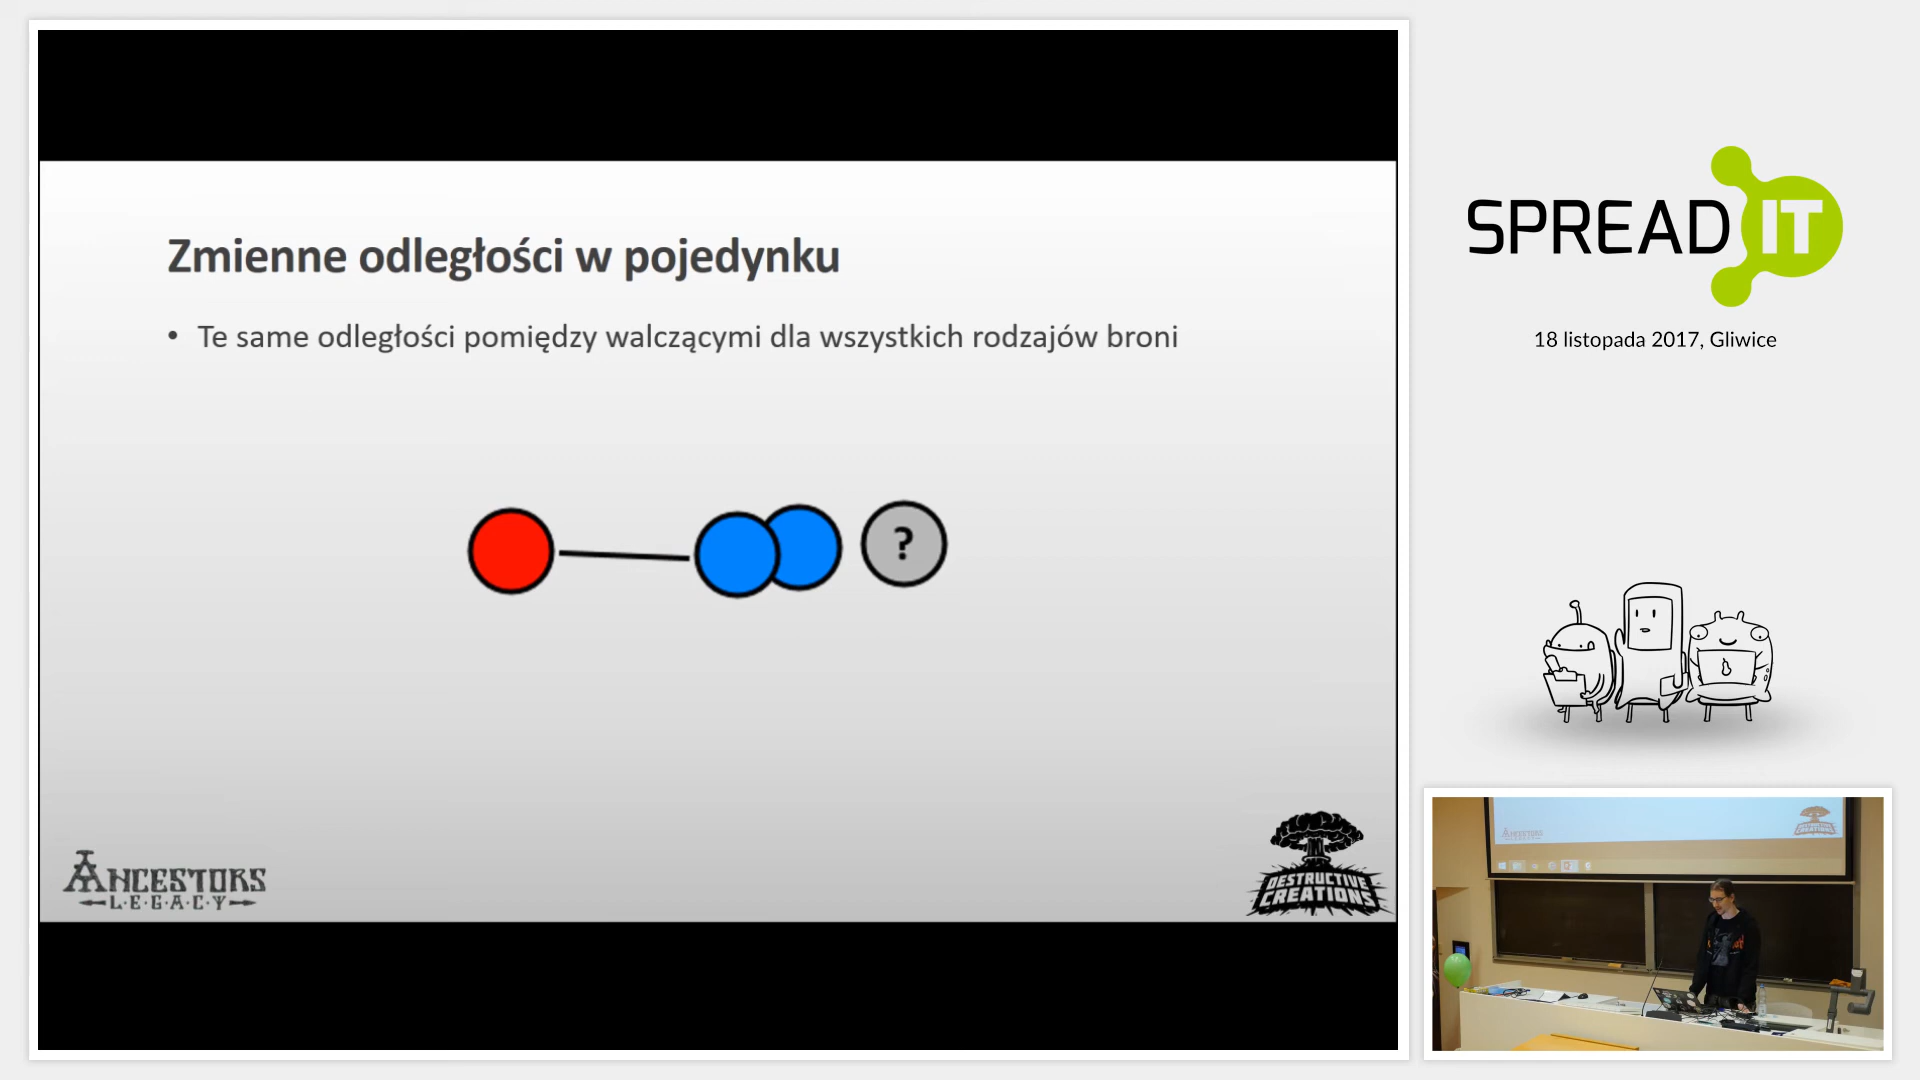 Zmienne odległości w pojedynku
• Te same odległości pomiędzy walczącymi dla wszystkich rodzajów broni
?
ANCESTORS
L·E·G·A·C·Y
DESTRUCTIVE
CREATIONS
SPREAD IT
18 listopada 2017, Gliwice